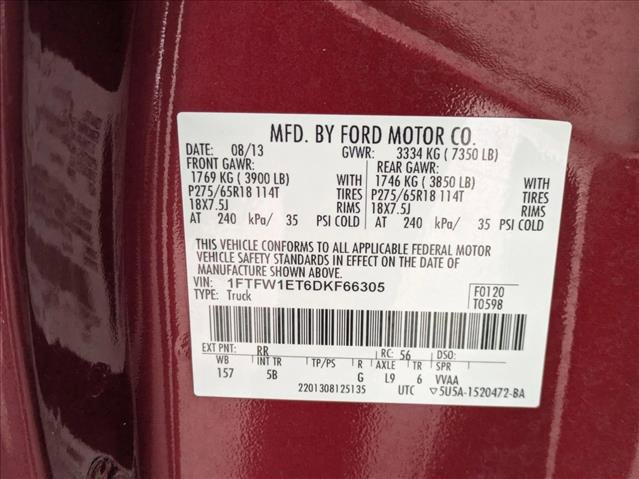 MFD. BY FORD MOTOR CO.
DATE: 08/13 GVWR: 3334 KG ( 7350 LB)
FRONT GAWR: REAR GAWR:
1769 KG ( 3900 LB) WITH 1746 KG ( 3850 LB) WITH
P275/65R18 114T TIRES P275/65R18 114T TIRES
18X7.5J RIMS 18X7.5J RIMS
AT 240 kPa/ 35 PSI COLD AT 240 kPa/ 35 PSI COLD
THIS VEHICLE CONFORMS TO ALL APPLICABLE FEDERAL MOTOR
VEHICLE SAFETY STANDARDS IN EFFECT ON THE DATE OF
MANUFACTURE SHOWN ABOVE.
VIN: 1FTFW1ET6DKF66305 F0120
TYPE: Truck T0598
EXT PNT: RR RC: 56 DSO:
WB INT TR TP/PS R AXLE TR SPR
157 5B G L9 6 VVAA
2201308125135 UTC ▽5U5A-1520472-BA